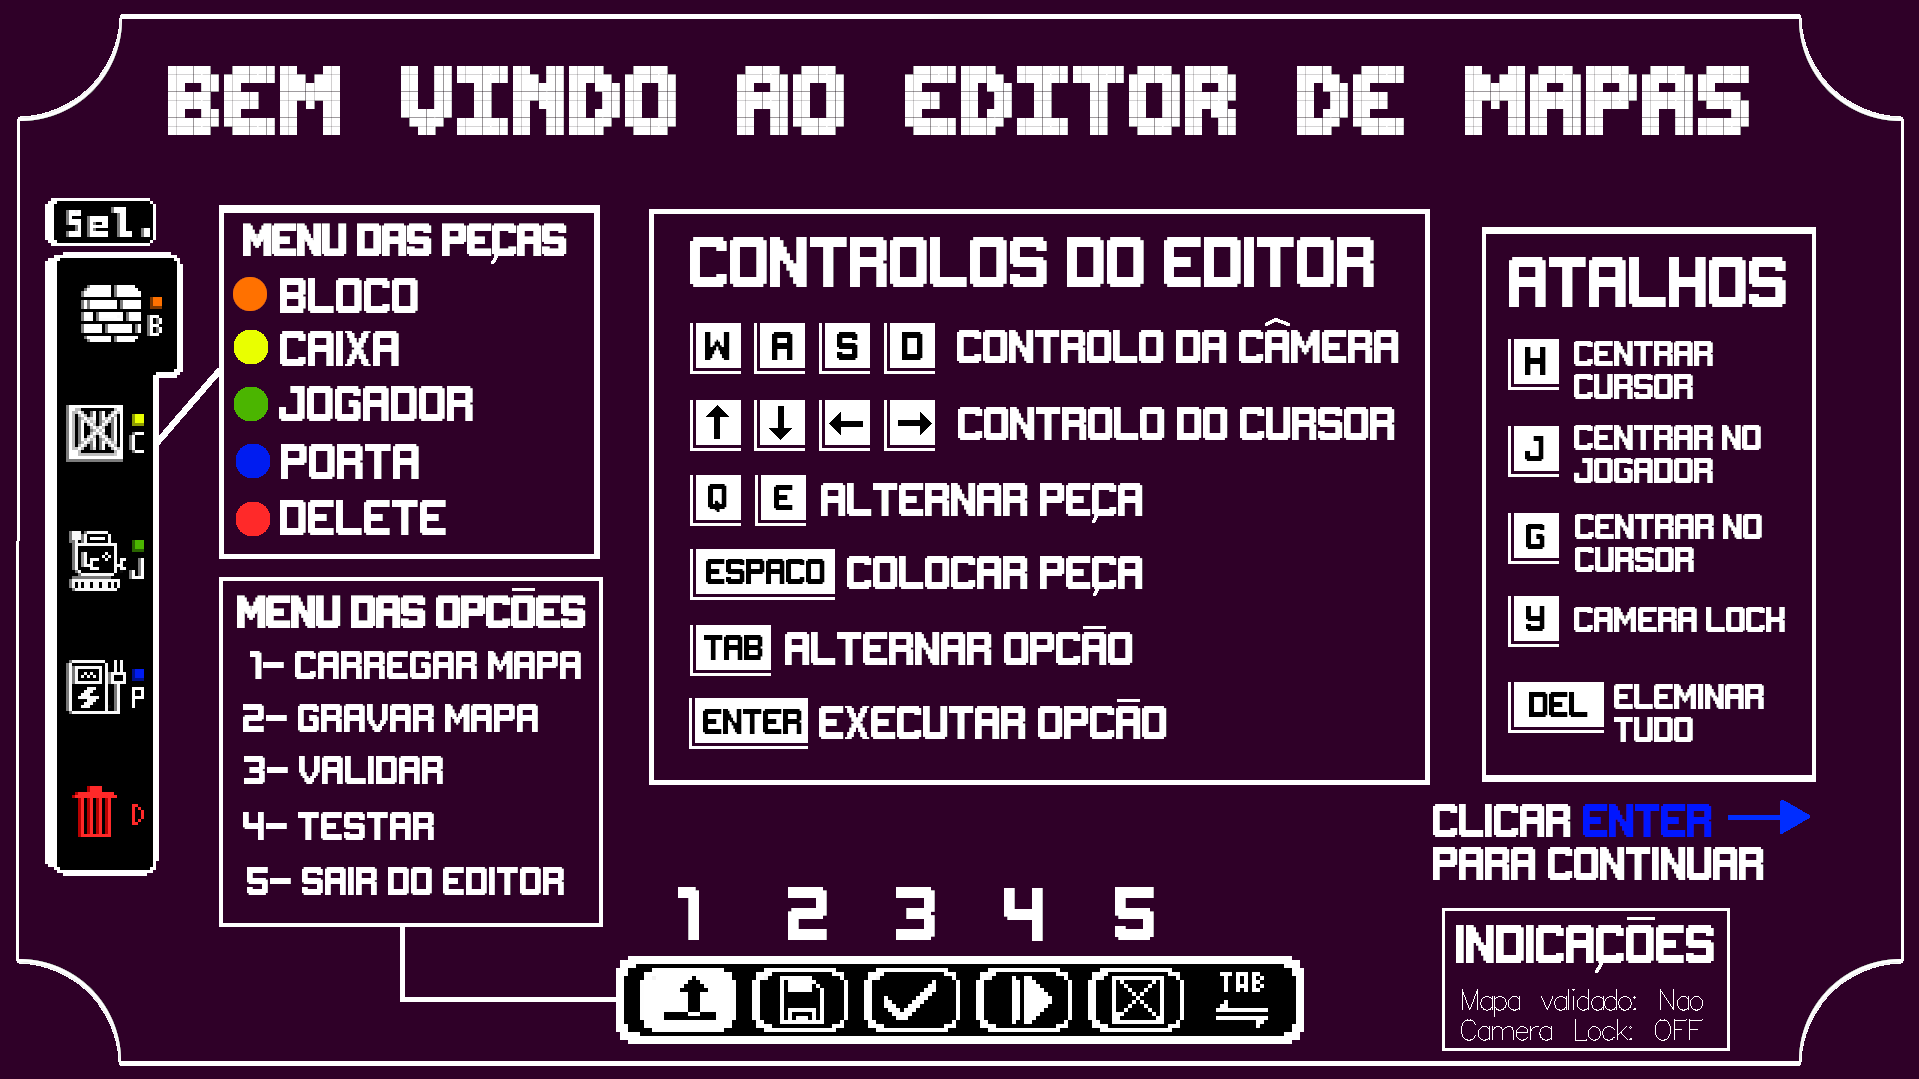 BEM VINDO AO EDITOR DE MAPAS
Sel.
B
C
J
P
D
MENU DAS PEÇAS
BLOCO
CAIXA
JOGADOR
PORTA
DELETE
MENU DAS OPCÕES
1- CARREGAR MAPA
2- GRAVAR MAPA
3- VALIDAR
4- TESTAR
5- SAIR DO EDITOR
CONTROLOS DO EDITOR
W A S D CONTROLO DA CÂMERA
↑ ↓ ← → CONTROLO DO CURSOR
Q E ALTERNAR PEÇA
ESPACO COLOCAR PEÇA
TAB ALTERNAR OPCÃO
ENTER EXECUTAR OPCÃO
ATALHOS
H CENTRAR
CURSOR
J CENTRAR NO
JOGADOR
G CENTRAR NO
CURSOR
Y CAMERA LOCK
DEL ELEMINAR
TUDO
CLICAR ENTER
PARA CONTINUAR
1 2 3 4 5
TAB
INDICAÇÕES
Mapa validado: Nao
Camera Lock: OFF